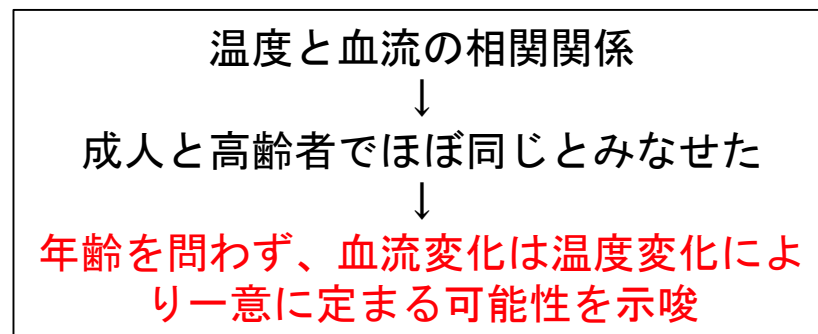 温度と血流の相関関係
↓
成人と高齢者でほぼ同じとみなせた
↓
年齢を問わず、血流変化は温度変化によ
り一意に定まる可能性を示唆